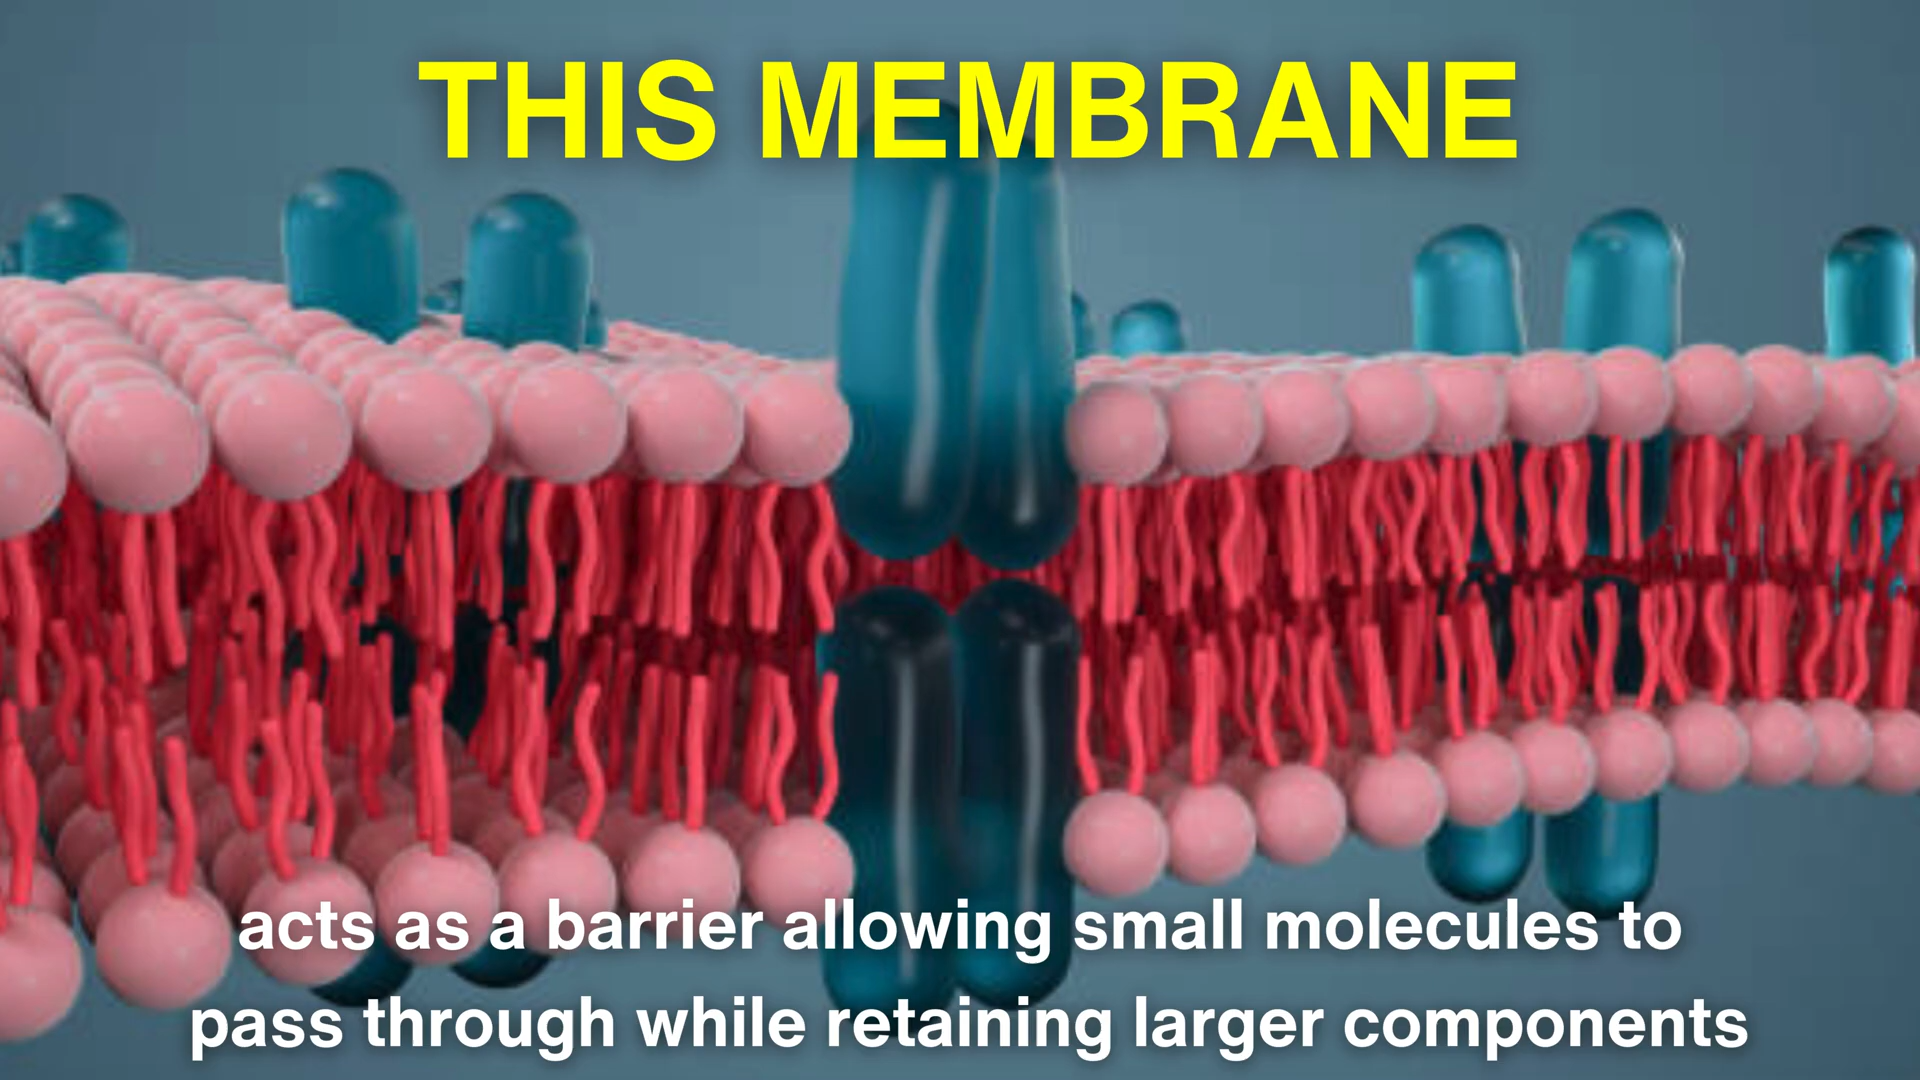 THIS MEMBRANE
acts as a barrier allowing small molecules to
pass through while retaining larger components